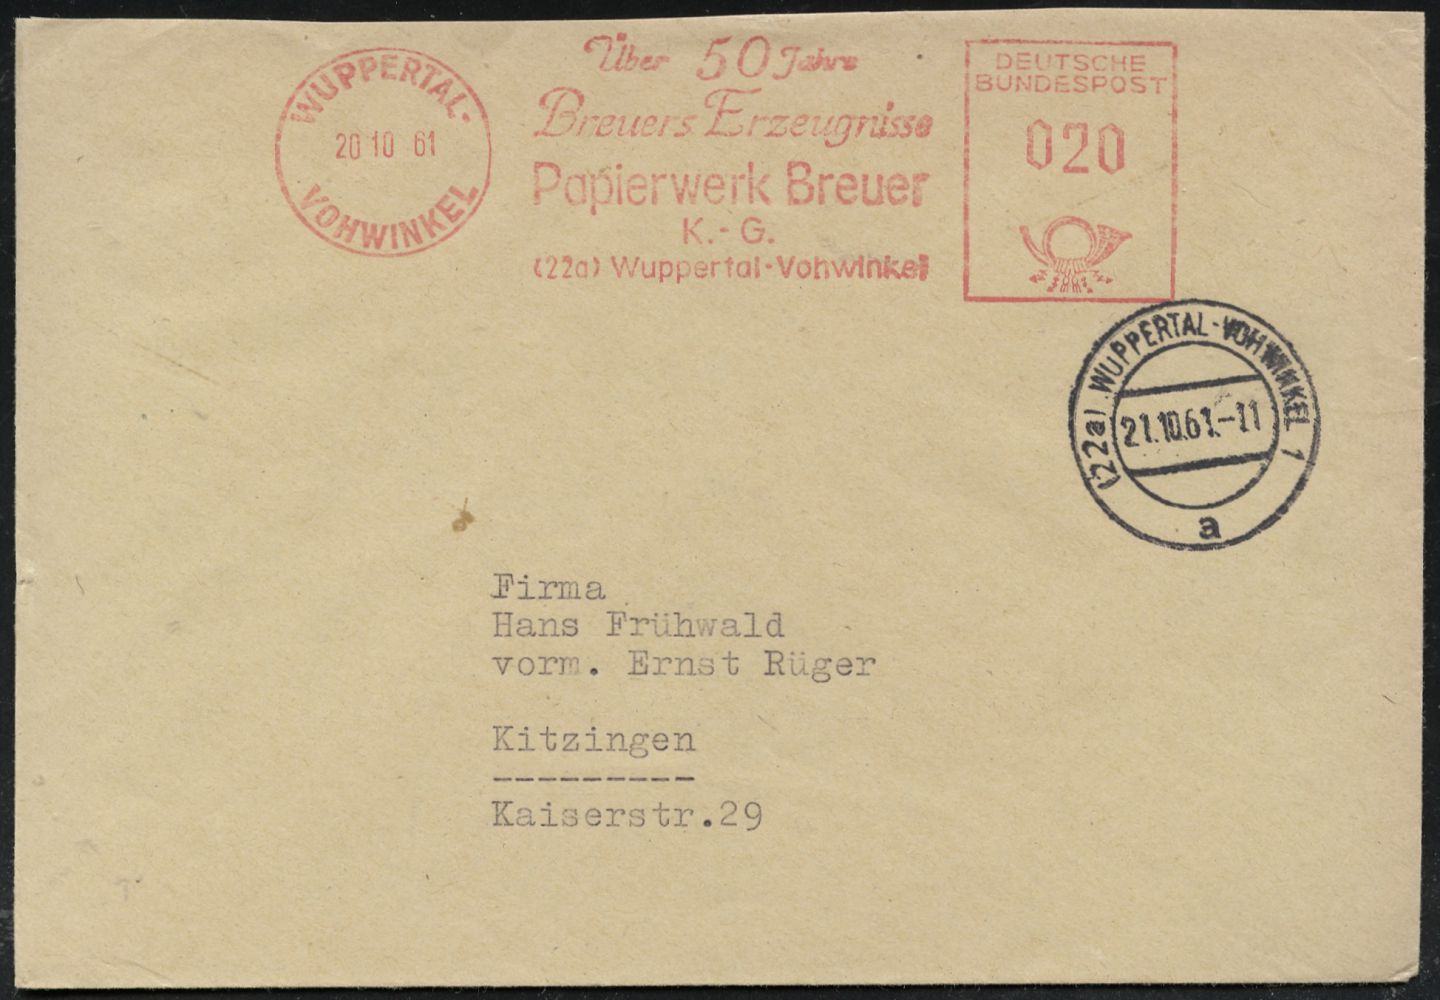 WUPPERTAL-
20 10 61
VOHWINKEL
Über 50 Jahre
Breuers Erzeugnisse
Papierwerk Breuer
K.-G.
(22a) Wuppertal-Vohwinkel
DEUTSCHE
BUNDESPOST
020
(22a) WUPPERTAL-VOHWINKEL 1
21.10.61.-11
a
Firma
Hans Frühwald
vorm. Ernst Rüger
Kitzingen
---------
Kaiserstr.29